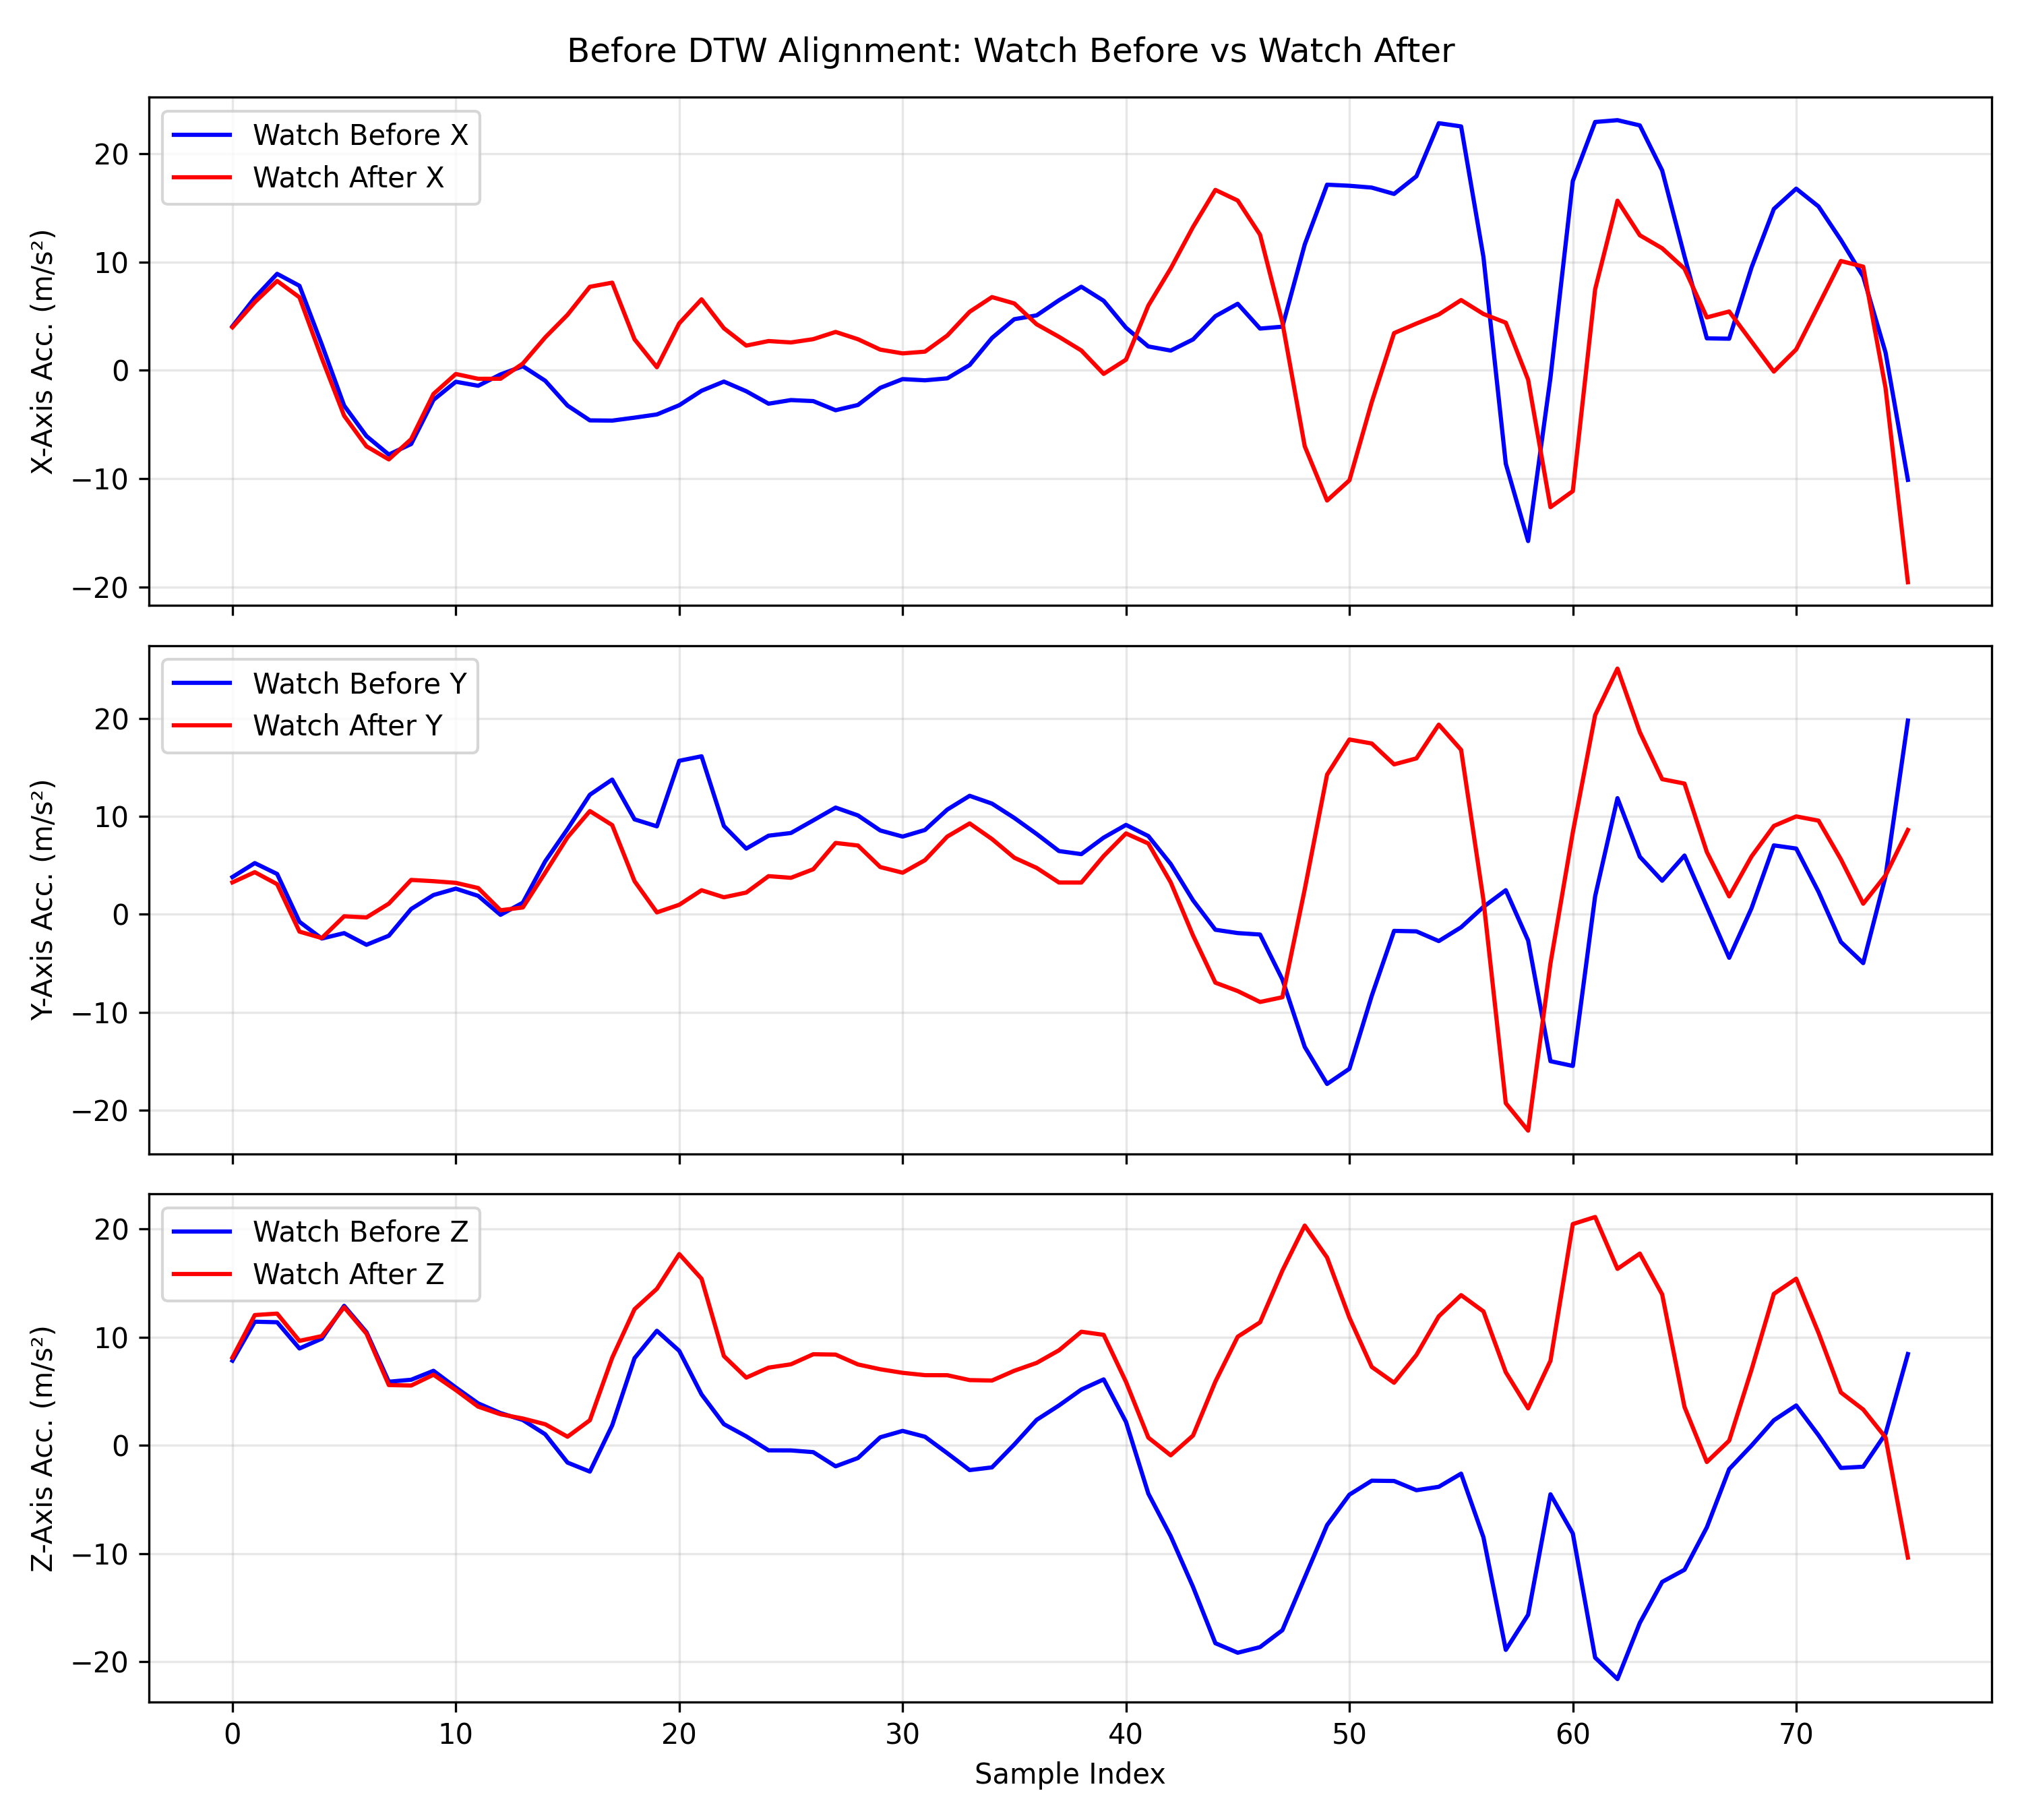 Before DTW Alignment: Watch Before vs Watch After
Watch Before X
Watch After X
X-Axis Acc. (m/s²)
20
10
0
−10
−20
Watch Before Y
Watch After Y
Y-Axis Acc. (m/s²)
20
10
0
−10
−20
Watch Before Z
Watch After Z
Z-Axis Acc. (m/s²)
20
10
0
−10
−20
0 10 20 30 40 50 60 70
Sample Index